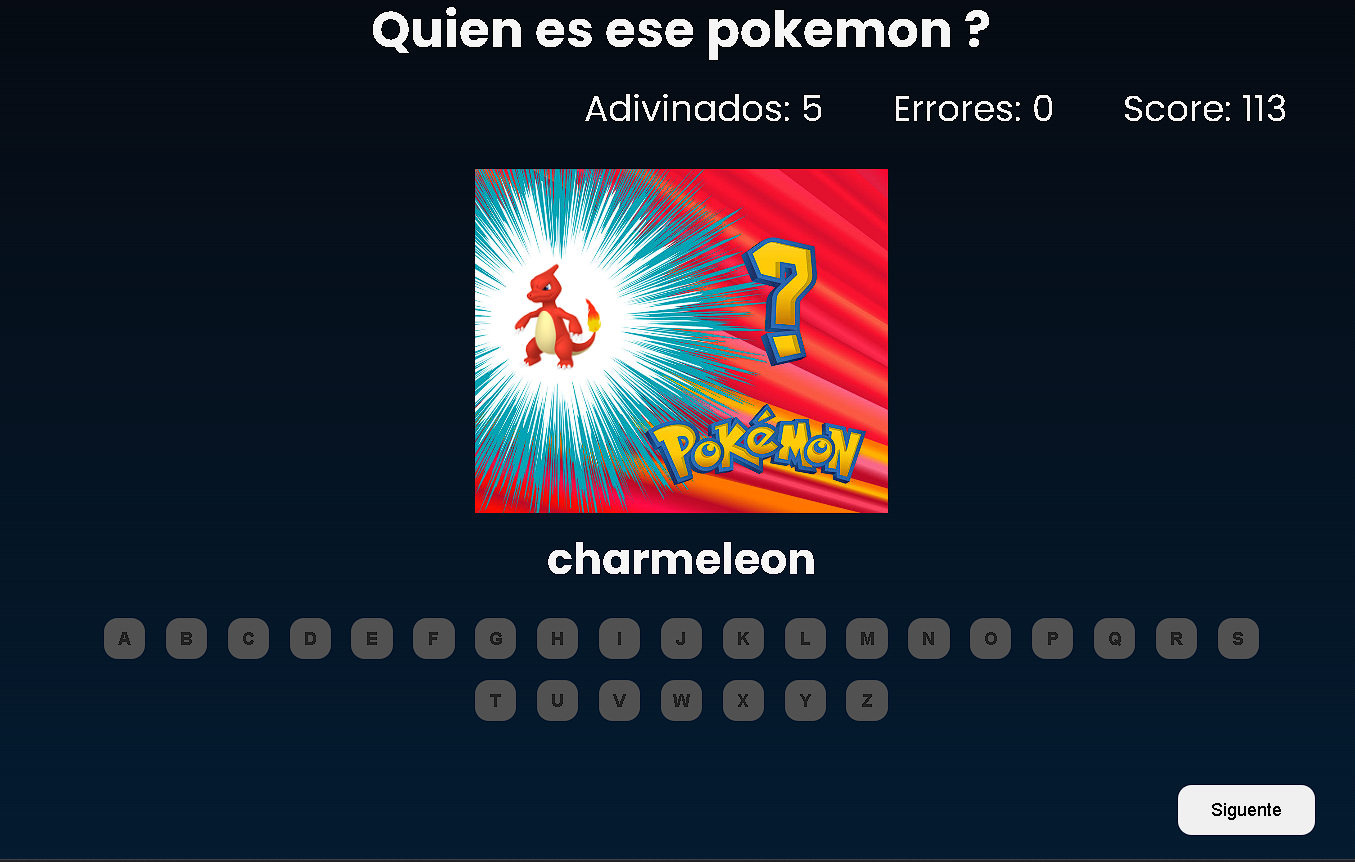 Quien es ese pokemon ?
Adivinados: 5 Errores: 0 Score: 113
?
POKéMON
charmeleon
A B C D E F G H I J K L M N O P Q R S
T U V W X Y Z
Siguente